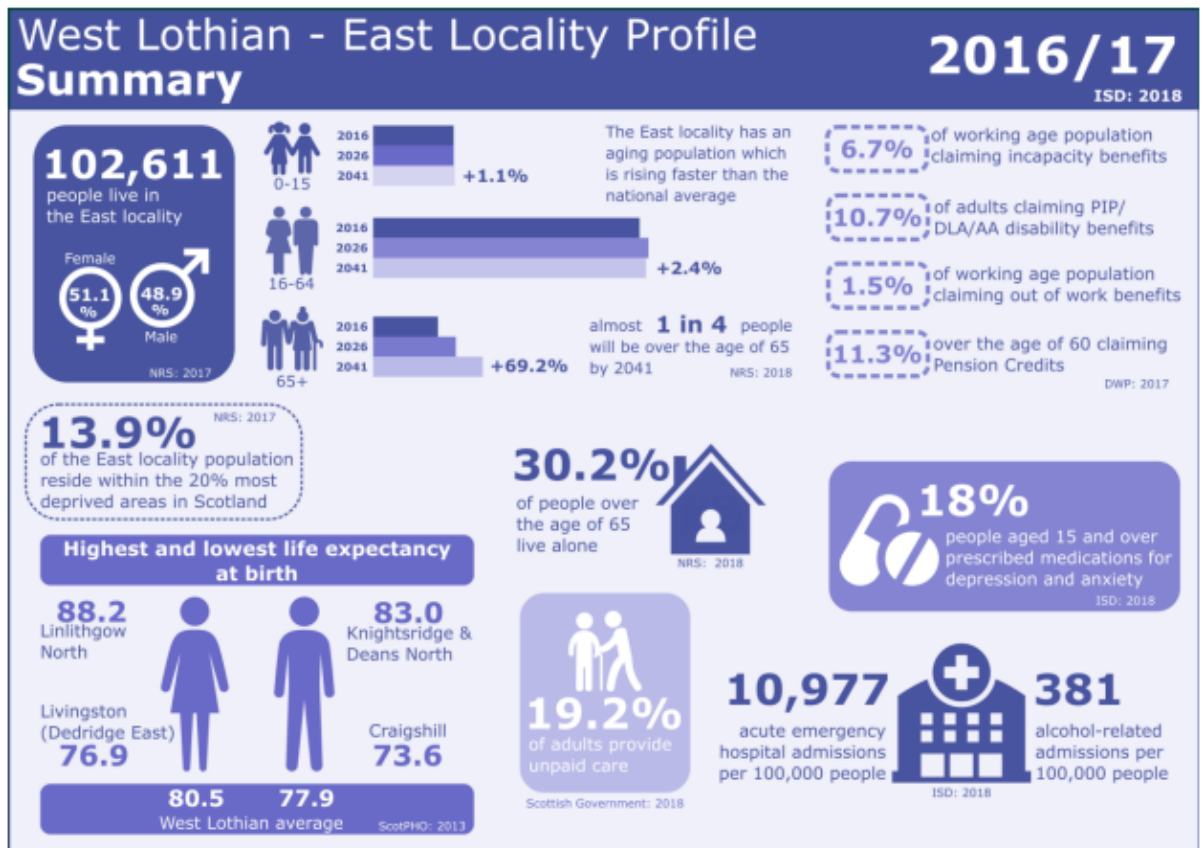 West Lothian - East Locality Profile
Summary
2016/17
ISD: 2018
102,611
people live in
the East locality
Female
51.1
%
48.9
%
Male
NRS: 2017
0-15
2016
2026
2041
+1.1%
16-64
2016
2026
2041
+2.4%
65+
2016
2026
2041
+69.2%
The East locality has an
aging population which
is rising faster than the
national average
almost 1 in 4 people
will be over the age of 65
by 2041
NRS: 2018
6.7%
of working age population
claiming incapacity benefits
10.7%
of adults claiming PIP/
DLA/AA disability benefits
1.5%
of working age population
claiming out of work benefits
11.3%
over the age of 60 claiming
Pension Credits
DWP: 2017
NRS: 2017
13.9%
of the East locality population
reside within the 20% most
deprived areas in Scotland
30.2%
of people over
the age of 65
live alone
NRS: 2018
18%
people aged 15 and over
prescribed medications for
depression and anxiety
ISD: 2018
Highest and lowest life expectancy
at birth
88.2
Linlithgow
North
83.0
Knightsridge &
Deans North
Livingston
(Dedridge East)
76.9
Craigshill
73.6
80.5 77.9
West Lothian average
ScotPHO: 2013
19.2%
of adults provide
unpaid care
Scottish Government: 2018
10,977
acute emergency
hospital admissions
per 100,000 people
381
alcohol-related
admissions per
100,000 people
ISD: 2018